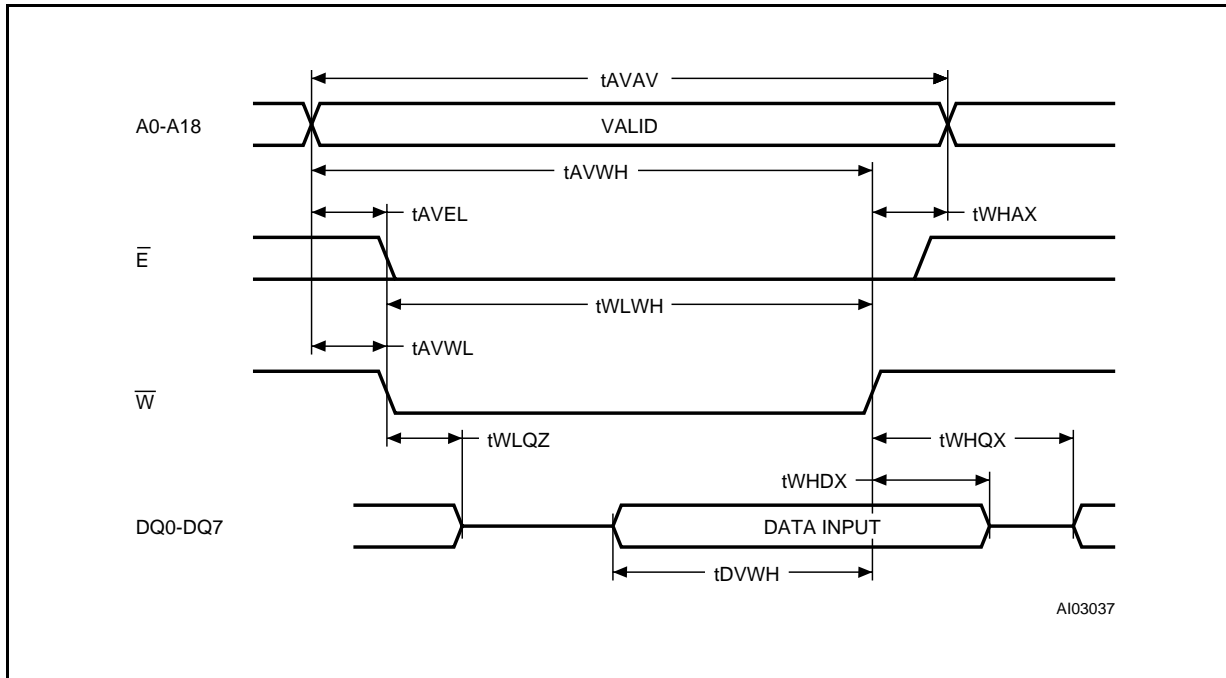 tAVAV
A0-A18
VALID
tAVWH
tAVEL
tWHAX
E̅
tWLWH
tAVWL
W̅
tWLQZ
tWHQX
tWHDX
DQ0-DQ7
DATA INPUT
tDVWH
AI03037